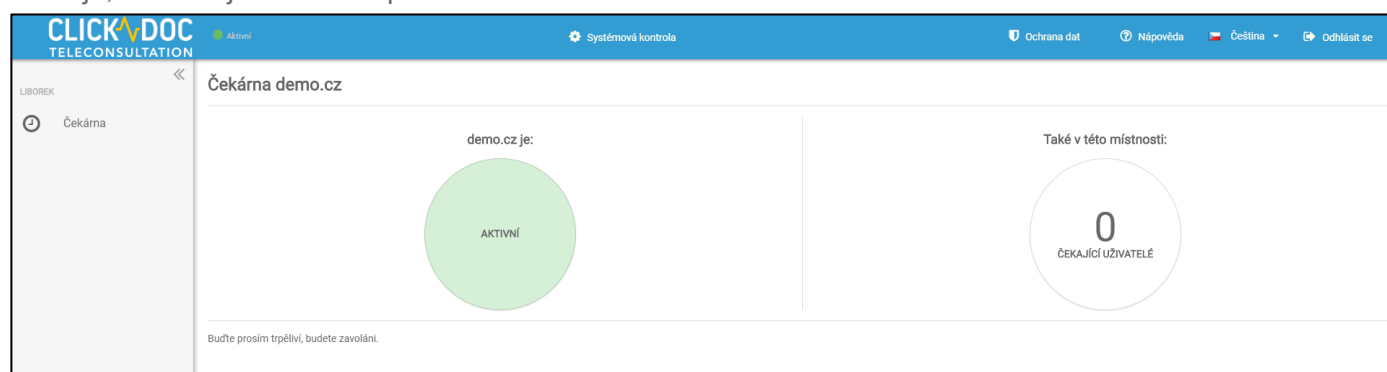 CLICK DOC
TELECONSULTATION
Aktivní
Systémová kontrola
Ochrana dat
Nápověda
Čeština
Odhlásit se
LIBOREK
Čekárna
Čekárna demo.cz
demo.cz je:
AKTIVNÍ
Také v této místnosti:
0
ČEKAJÍCÍ UŽIVATELÉ
Buďte prosím trpěliví, budete zavoláni.